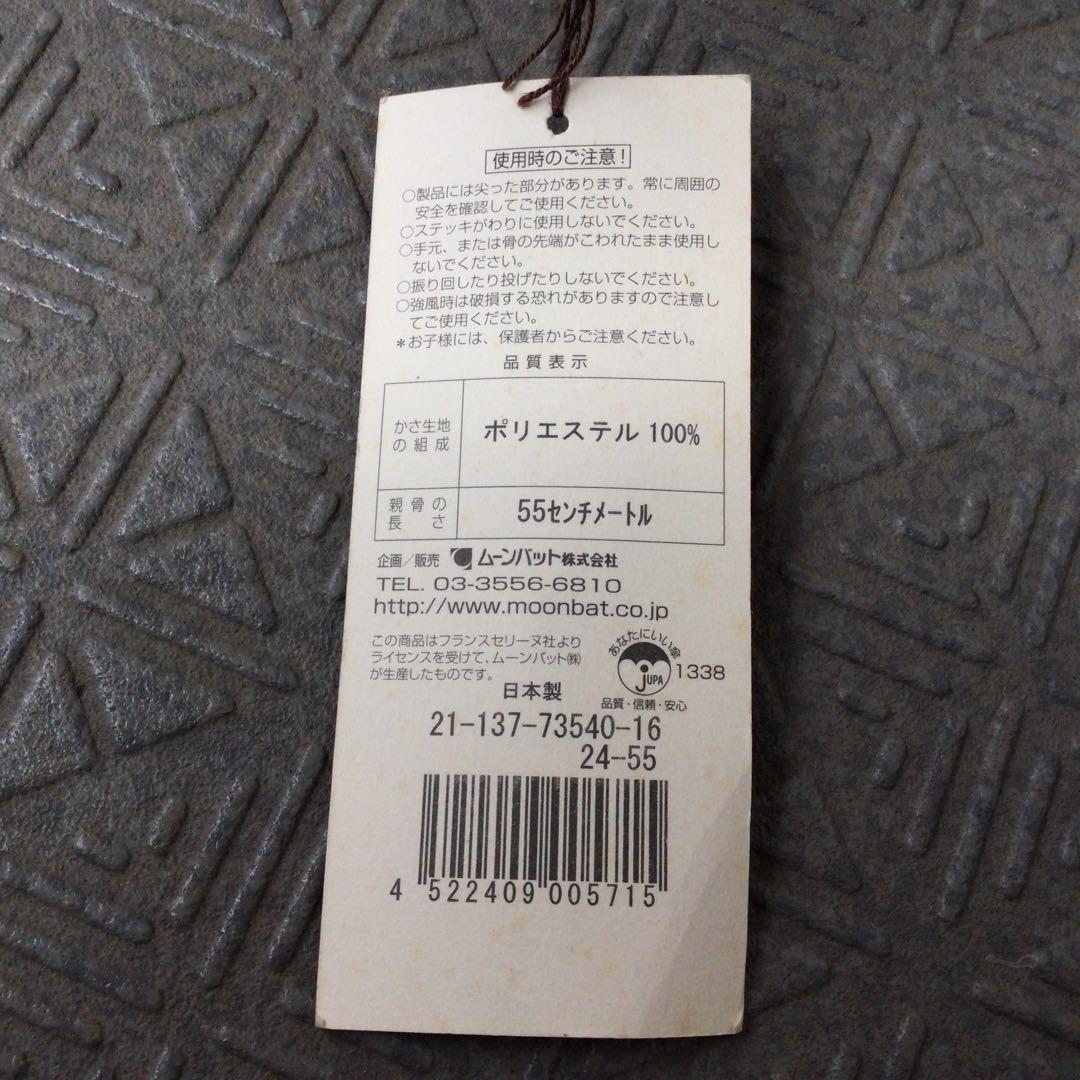 使用時のご注意!
○製品には尖った部分があります。常に周囲の
安全を確認してご使用ください。
○ステッキがわりに使用しないでください。
○手元、または骨の先端がこわれたまま使用し
ないでください。
○振り回したり投げたりしないでください。
○強風時は破損する恐れがありますので注意し
てご使用ください。
*お子様には、保護者からご注意ください。
品質表示
かさ生地
の組成
ポリエステル 100%
親骨の
長さ
55センチメートル
企画/販売 ムーンバット株式会社
TEL. 03-3556-6810
http://www.moonbat.co.jp
この商品はフランスセリーヌ社より
ライセンスを受けて、ムーンバット㈱
が生産したものです。
あなたにいい傘
JUPA
1338
品質・信頼・安心
日本製
21-137-73540-16
24-55
4 522409 005715